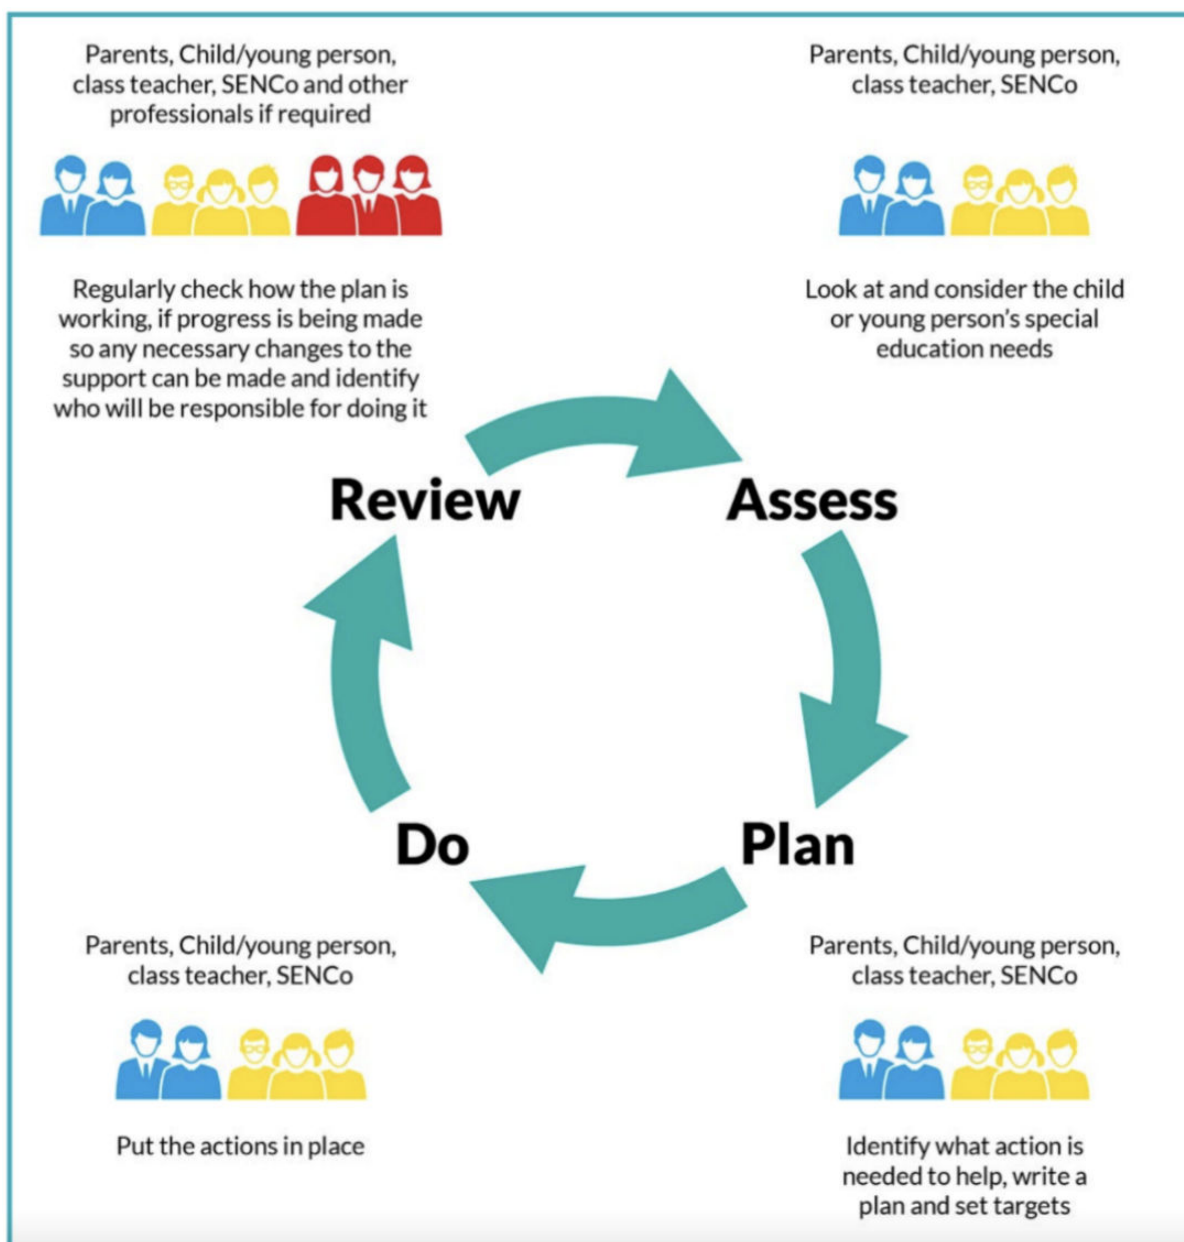 Parents, Child/young person,
class teacher, SENCo and other
professionals if required
Regularly check how the plan is
working, if progress is being made
so any necessary changes to the
support can be made and identify
who will be responsible for doing it
Review
Parents, Child/young person,
class teacher, SENCo
Look at and consider the child
or young person's special
education needs
Assess
Do
Parents, Child/young person,
class teacher, SENCo
Put the actions in place
Plan
Parents, Child/young person,
class teacher, SENCo
Identify what action is
needed to help, write a
plan and set targets